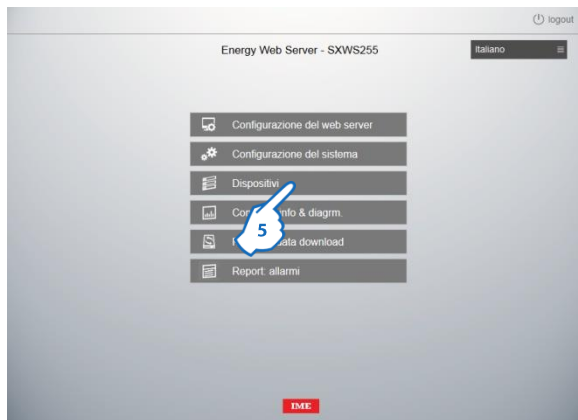 logout
Energy Web Server - SXWS255
Italiano
Configurazione del web server
Configurazione del sistema
Dispositivi
info & diagrm.
5
data download
Report: allarmi
IME